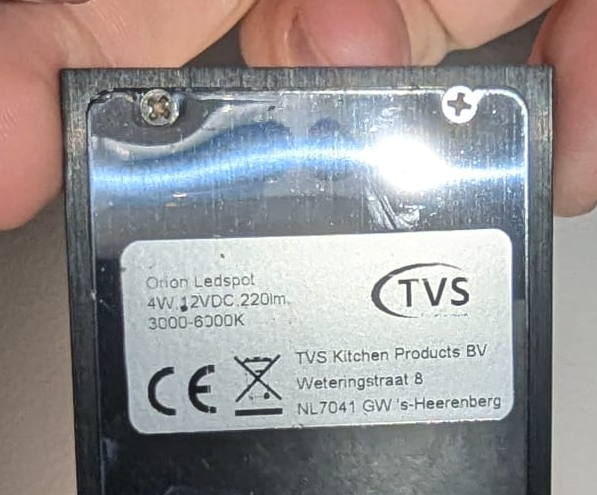 Orion Ledspot
4W 12VDC 220lm
3000-6000K
TVS
TVS Kitchen Products BV
Weteringstraat 8
NL7041 GW 's-Heerenberg
CE